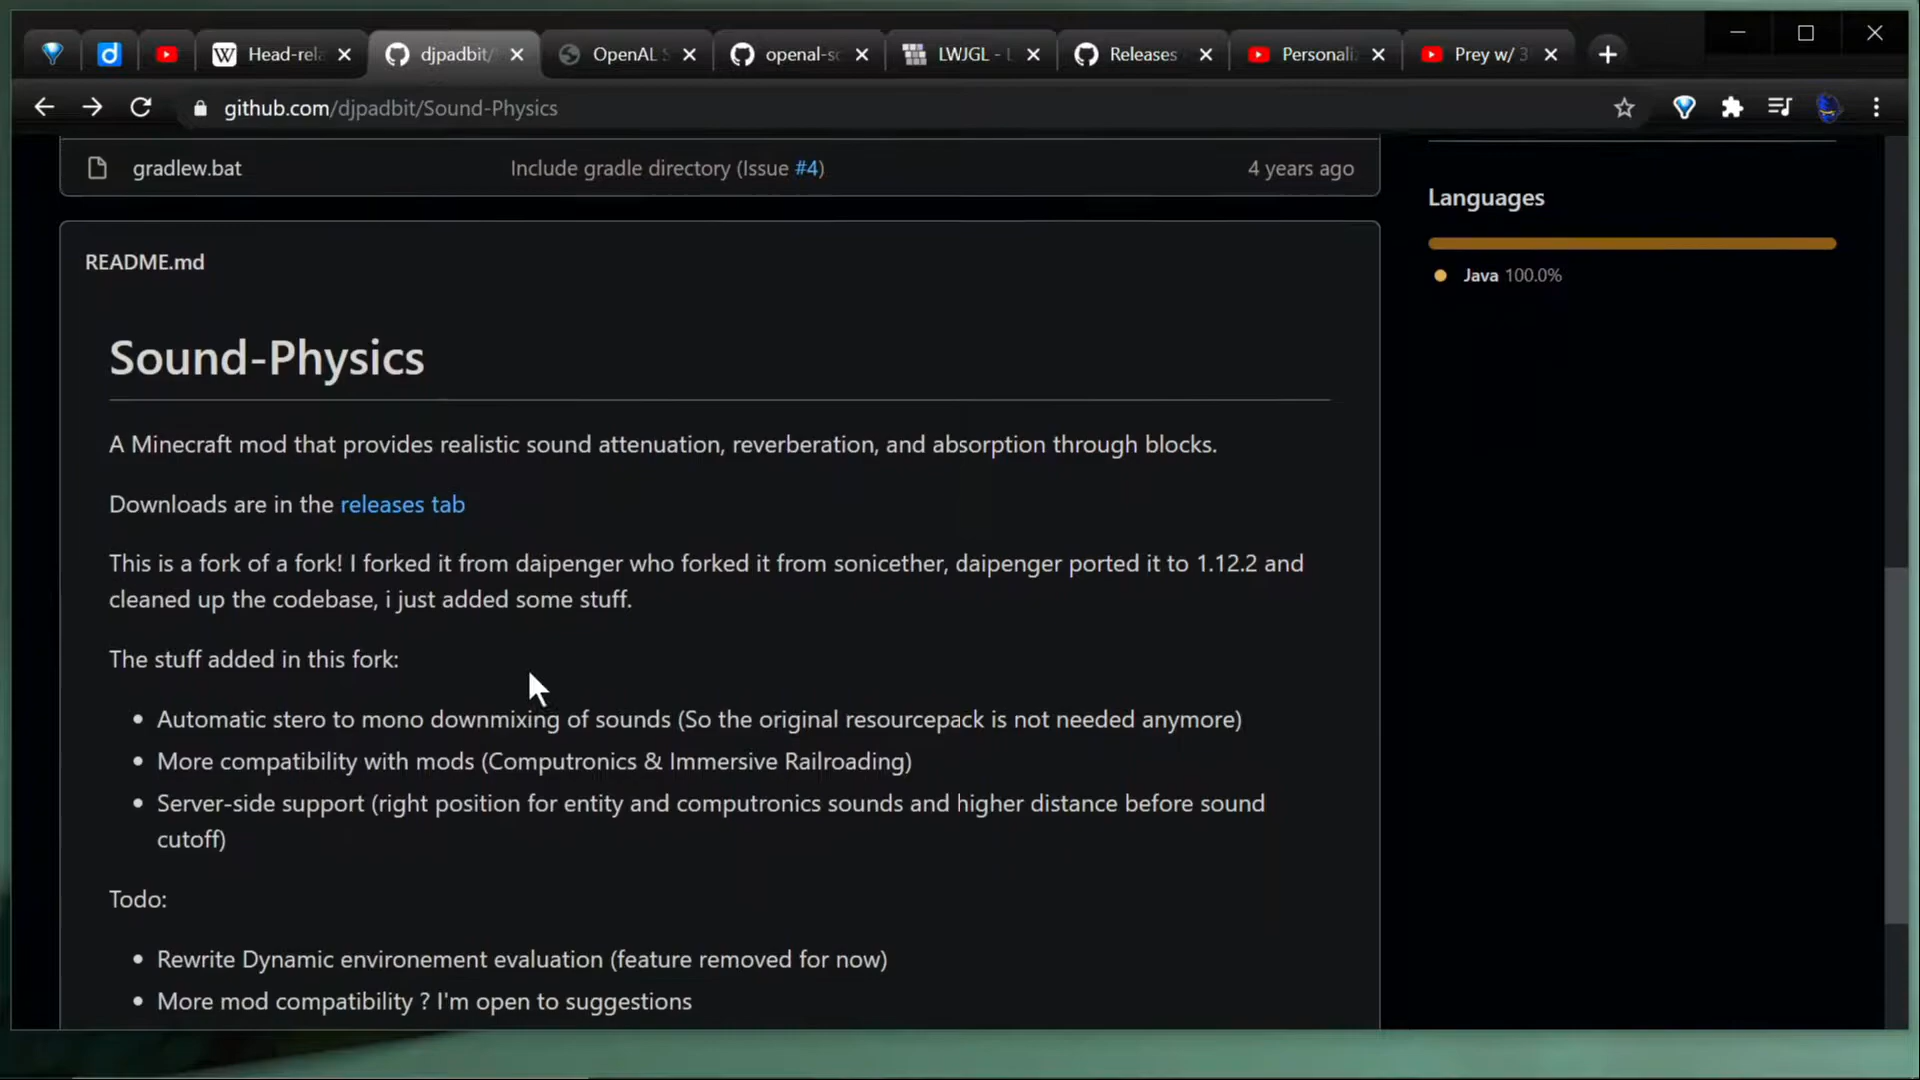 Head-rela
djpadbit/
OpenAL S
openal-so
LWJGL - L
Releases
Personali
Prey w/ 3
github.com/djpadbit/Sound-Physics
gradlew.bat Include gradle directory (Issue #4) 4 years ago
Languages
Java 100.0%
README.md
Sound-Physics
A Minecraft mod that provides realistic sound attenuation, reverberation, and absorption through blocks.
Downloads are in the releases tab
This is a fork of a fork! I forked it from daipenger who forked it from sonicether, daipenger ported it to 1.12.2 and
cleaned up the codebase, i just added some stuff.
The stuff added in this fork:
• Automatic stero to mono downmixing of sounds (So the original resourcepack is not needed anymore)
• More compatibility with mods (Computronics & Immersive Railroading)
• Server-side support (right position for entity and computronics sounds and higher distance before sound
cutoff)
Todo:
• Rewrite Dynamic environement evaluation (feature removed for now)
• More mod compatibility ? I'm open to suggestions